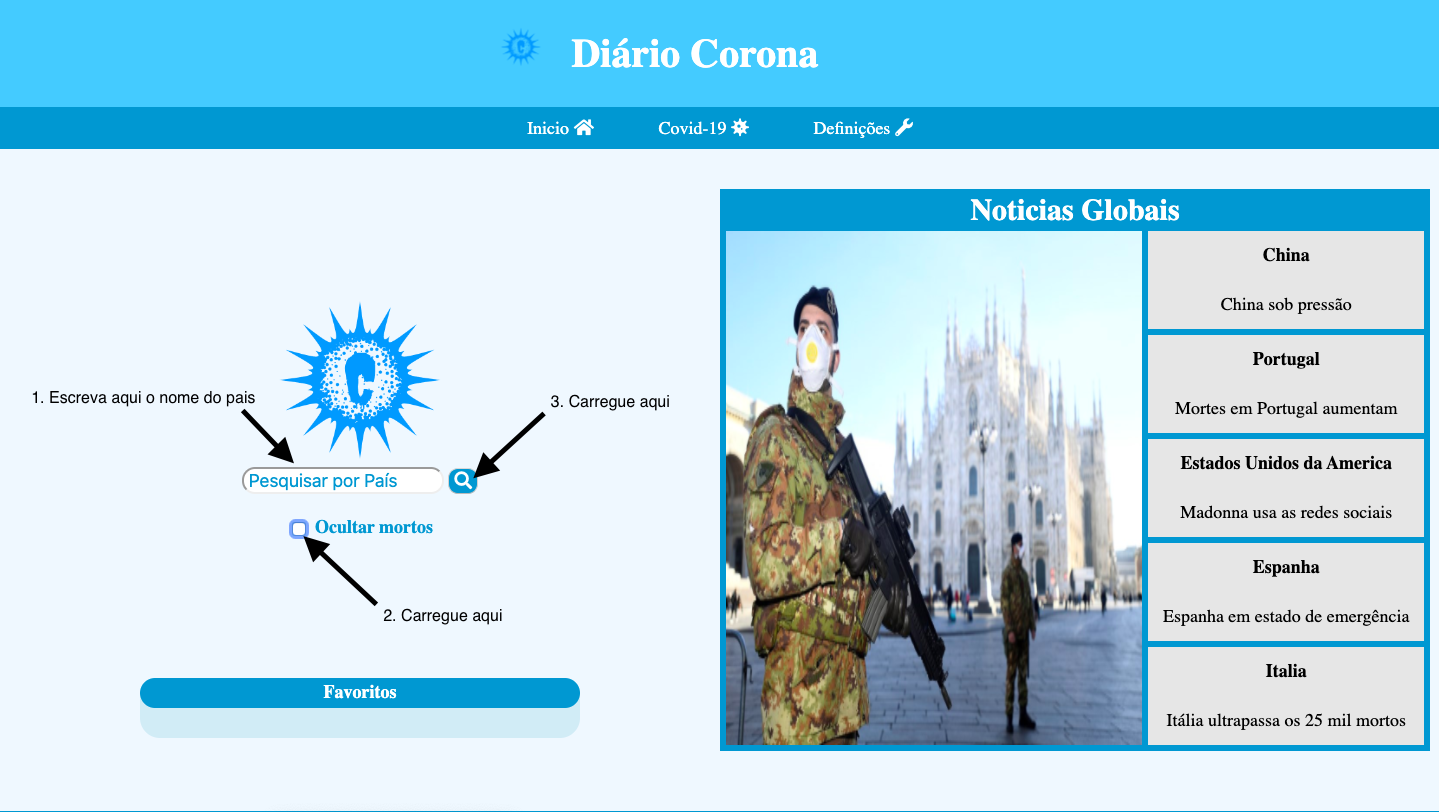 Diário Corona
Inicio
Covid-19
Definições
C
1. Escreva aqui o nome do pais
3. Carregue aqui
Pesquisar por País
Ocultar mortos
2. Carregue aqui
Favoritos
Noticias Globais
China
China sob pressão
Portugal
Mortes em Portugal aumentam
Estados Unidos da America
Madonna usa as redes sociais
Espanha
Espanha em estado de emergência
Italia
Itália ultrapassa os 25 mil mortos